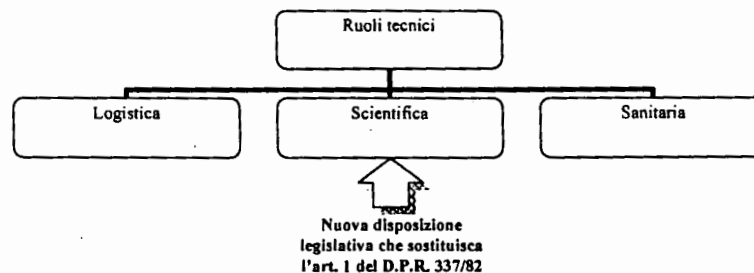 Ruoli tecnici
Logistica
Scientifica
Sanitaria
Nuova disposizione
legislativa che sostituisca
l'art. 1 del D.P.R. 337/82